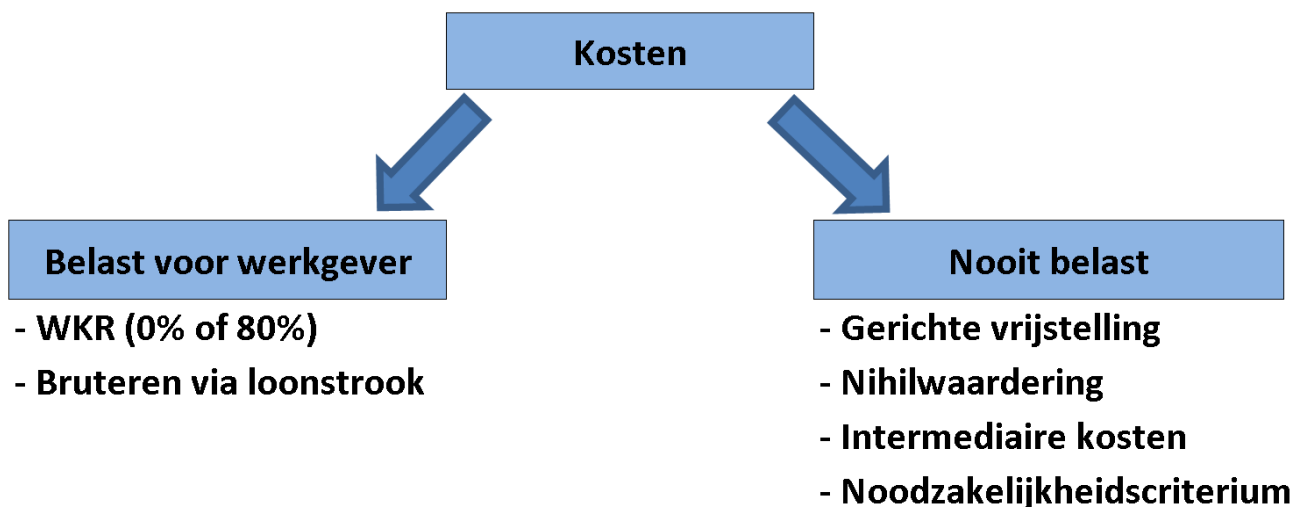 Kosten
Belast voor werkgever
- WKR (0% of 80%)
- Bruteren via loonstrook
Nooit belast
- Gerichte vrijstelling
- Nihilwaardering
- Intermediaire kosten
- Noodzakelijkheidscriterium